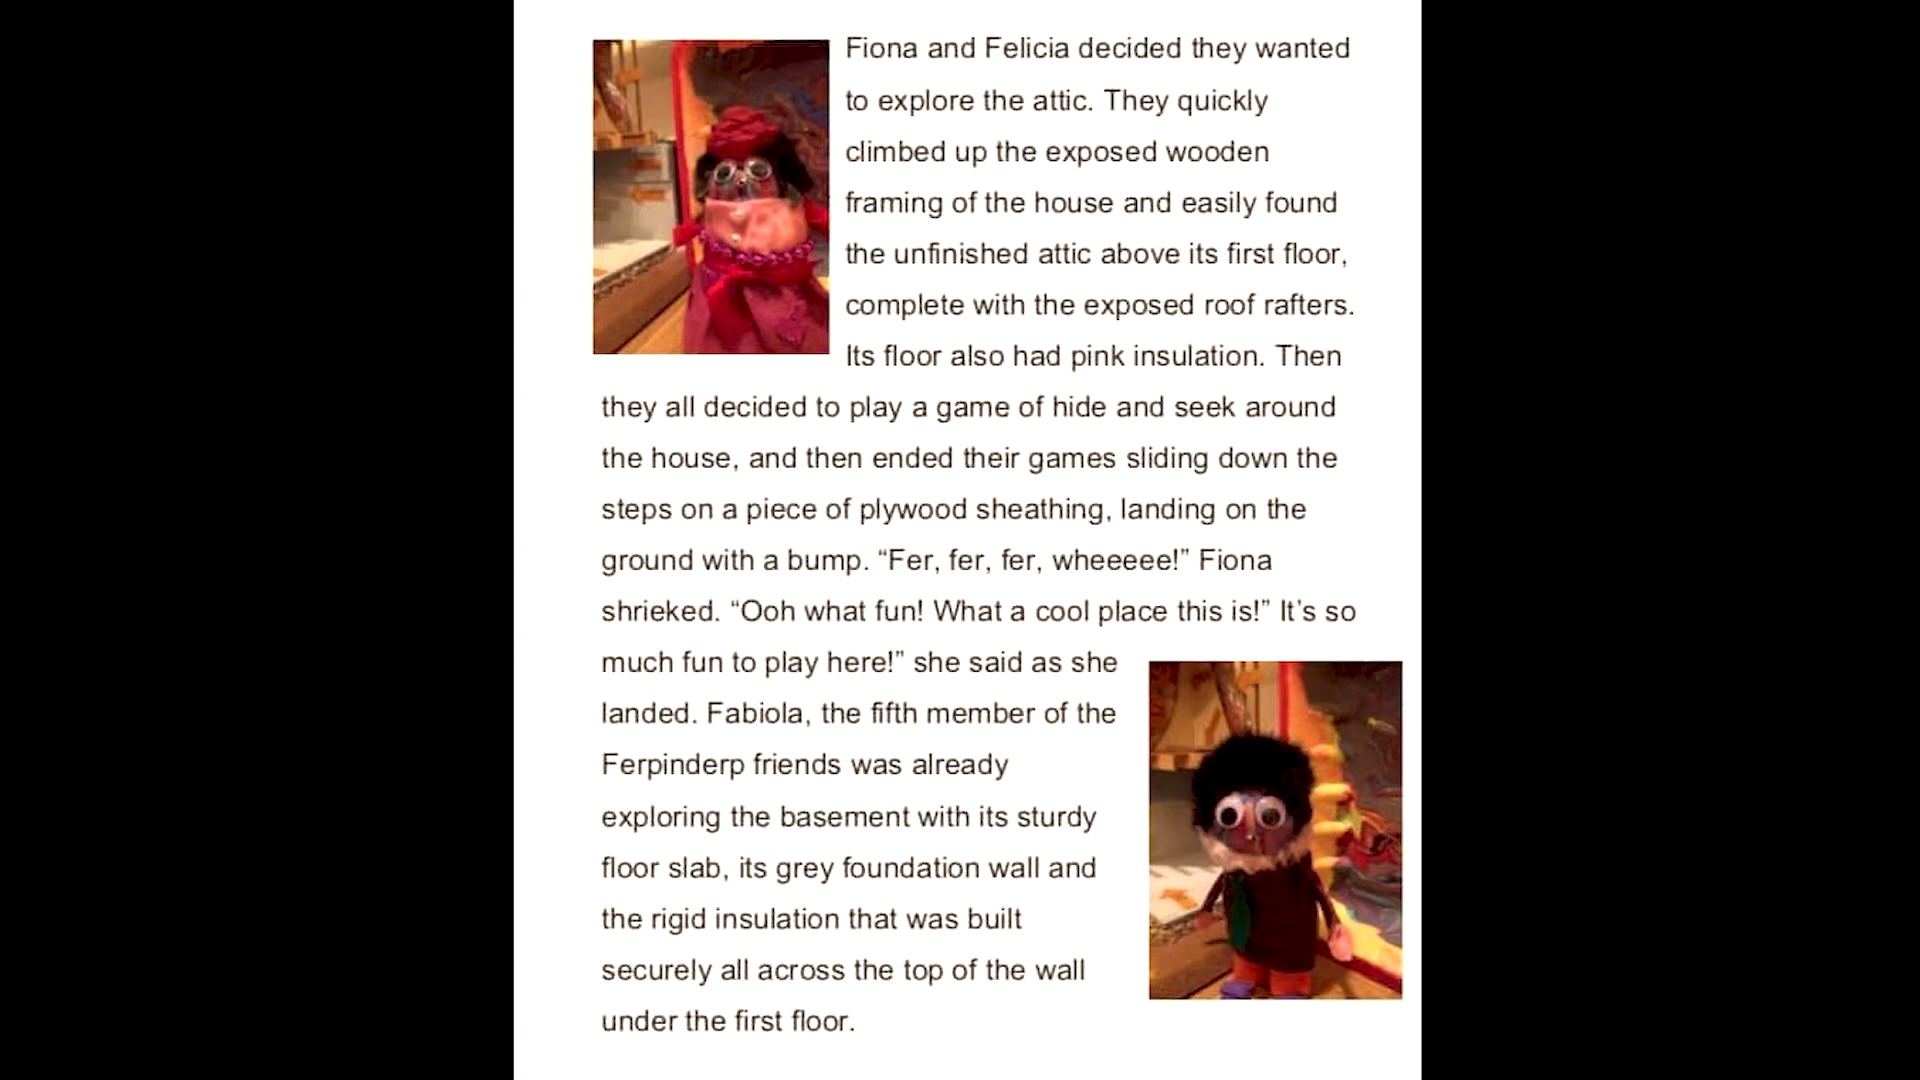 Fiona and Felicia decided they wanted
to explore the attic. They quickly
climbed up the exposed wooden
framing of the house and easily found
the unfinished attic above its first floor,
complete with the exposed roof rafters.
Its floor also had pink insulation. Then
they all decided to play a game of hide and seek around
the house, and then ended their games sliding down the
steps on a piece of plywood sheathing, landing on the
ground with a bump. “Fer, fer, fer, wheeeee!” Fiona
shrieked. “Ooh what fun! What a cool place this is!” It’s so
much fun to play here!” she said as she
landed. Fabiola, the fifth member of the
Ferpinderp friends was already
exploring the basement with its sturdy
floor slab, its grey foundation wall and
the rigid insulation that was built
securely all across the top of the wall
under the first floor.